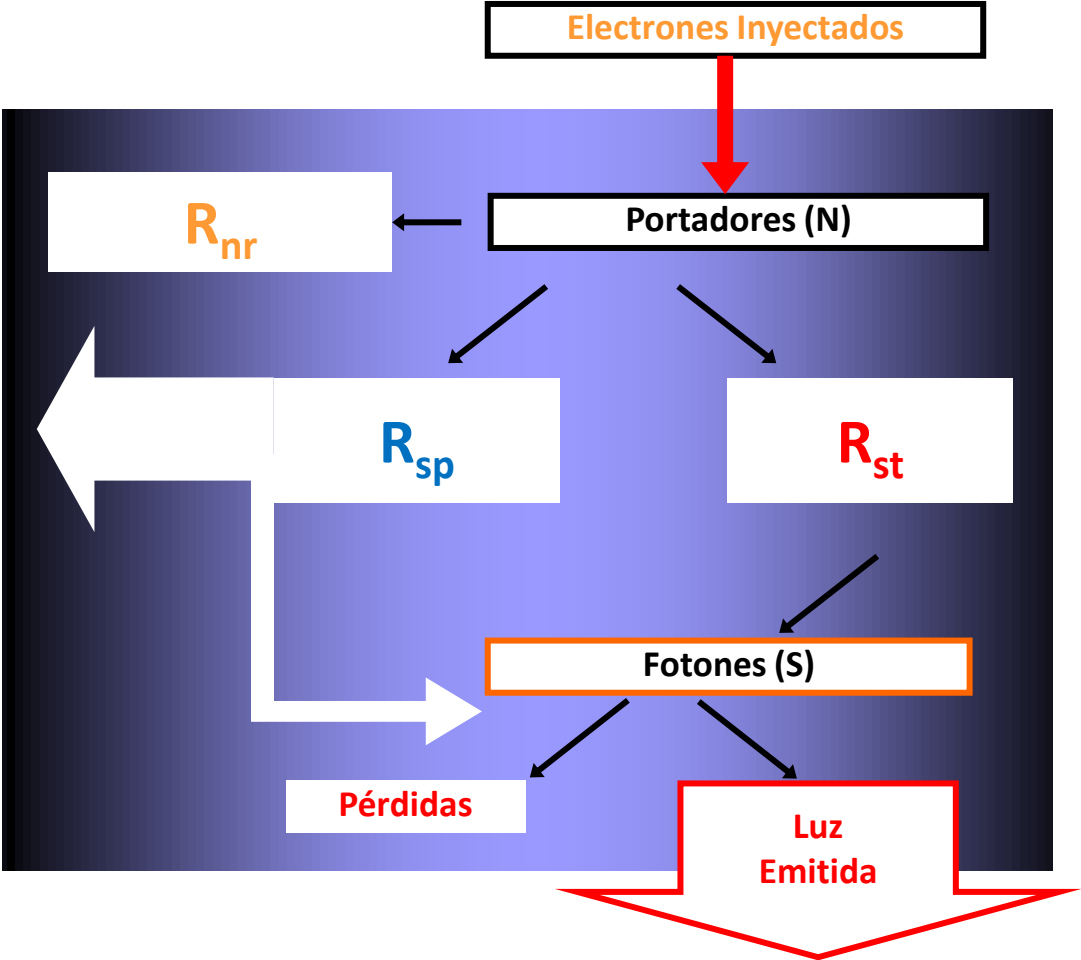 Electrones Inyectados
Portadores (N)
Rnr
Rsp
Rst
Fotones (S)
Pérdidas
Luz
Emitida